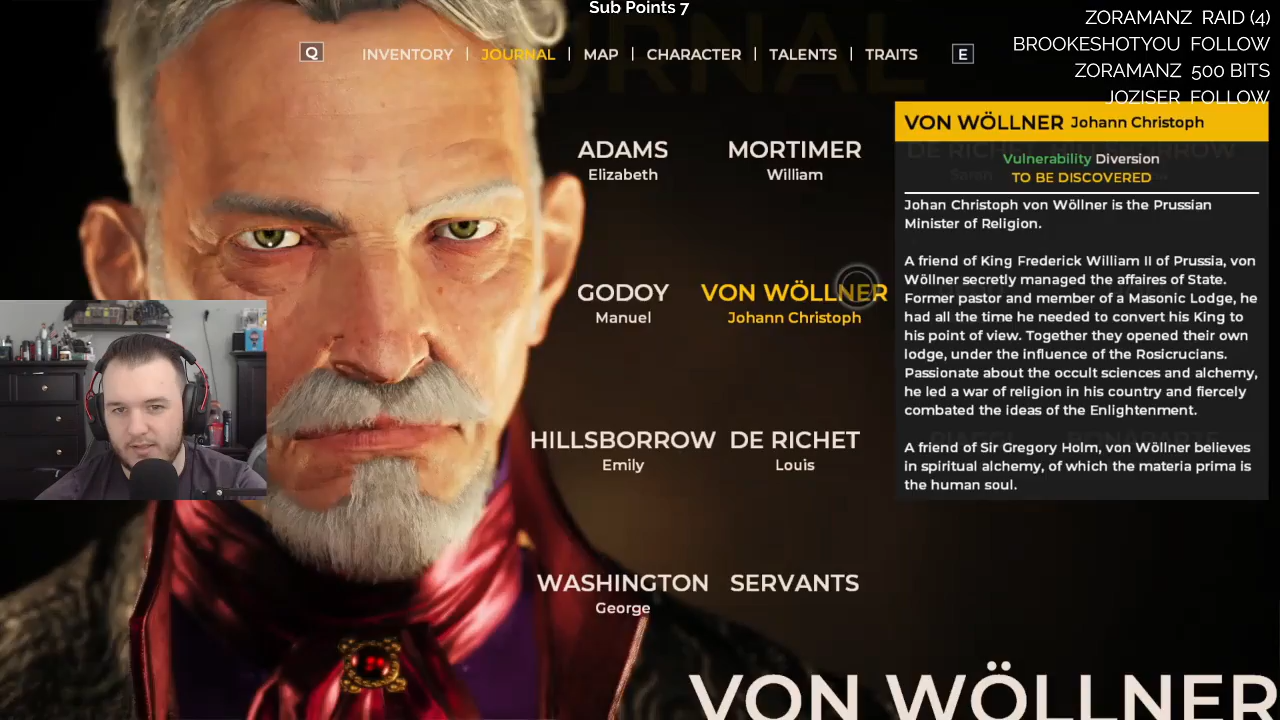 Sub Points 7
ZORAMANZ RAID (4)
BROOKESHOTYOU FOLLOW
ZORAMANZ 500 BITS
JOZISER FOLLOW
Q INVENTORY | JOURNAL | MAP | CHARACTER | TALENTS | TRAITS E
ADAMS
Elizabeth
MORTIMER
William
GODOY
Manuel
VON WÖLLNER
Johann Christoph
HILLSBORROW
Emily
DE RICHET
Louis
WASHINGTON
George
SERVANTS
VON WÖLLNER Johann Christoph
Vulnerability Diversion
TO BE DISCOVERED
Johan Christoph von Wöllner is the Prussian
Minister of Religion.
A friend of King Frederick William II of Prussia, von
Wöllner secretly managed the affaires of State.
Former pastor and member of a Masonic Lodge, he
had all the time he needed to convert his King to
his point of view. Together they opened their own
lodge, under the influence of the Rosicrucians.
Passionate about the occult sciences and alchemy,
he led a war of religion in his country and fiercely
combated the ideas of the Enlightenment.
A friend of Sir Gregory Holm, von Wöllner believes
in spiritual alchemy, of which the materia prima is
the human soul.
VON WÖLLNER